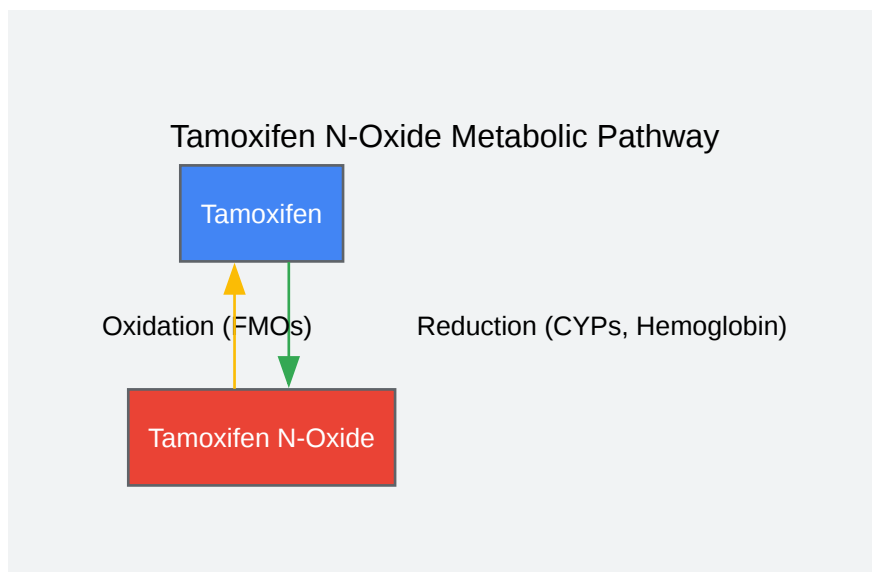 Tamoxifen N-Oxide Metabolic Pathway
Tamoxifen
Oxidation (FMOs)
Reduction (CYPs, Hemoglobin)
Tamoxifen N-Oxide